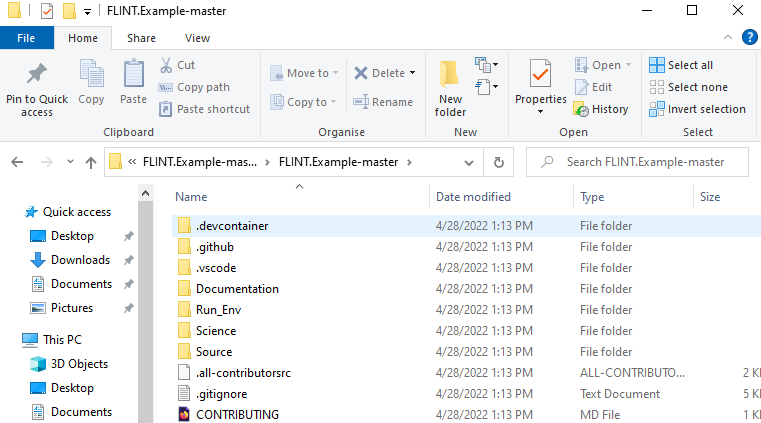 FLINT.Example-master
File Home Share View
Pin to Quick access
Copy
Paste
Cut
Copy path
Paste shortcut
Clipboard
Move to
Copy to
Delete
Rename
Organise
New folder
New
Properties
Open
Edit
History
Open
Select all
Select none
Invert selection
Select
« FLINT.Example-mas... > FLINT.Example-master >
Search FLINT.Example-master
Quick access
Desktop
Downloads
Documents
Pictures
This PC
3D Objects
Desktop
Documents
Name Date modified Type Size
.devcontainer 4/28/2022 1:13 PM File folder
.github 4/28/2022 1:13 PM File folder
.vscode 4/28/2022 1:13 PM File folder
Documentation 4/28/2022 1:13 PM File folder
Run_Env 4/28/2022 1:13 PM File folder
Science 4/28/2022 1:13 PM File folder
Source 4/28/2022 1:13 PM File folder
.all-contributorsrc 4/28/2022 1:13 PM ALL-CONTRIBUTO... 2 K
.gitignore 4/28/2022 1:13 PM Text Document 5 K
CONTRIBUTING 4/28/2022 1:13 PM MD File 2 K